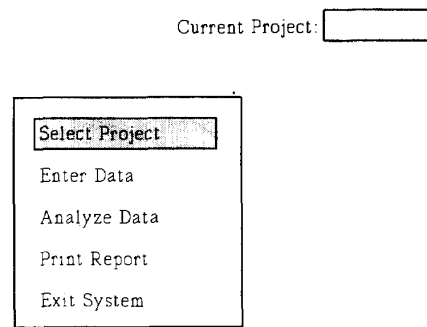 Current Project:
Select Project
Enter Data
Analyze Data
Print Report
Exit System